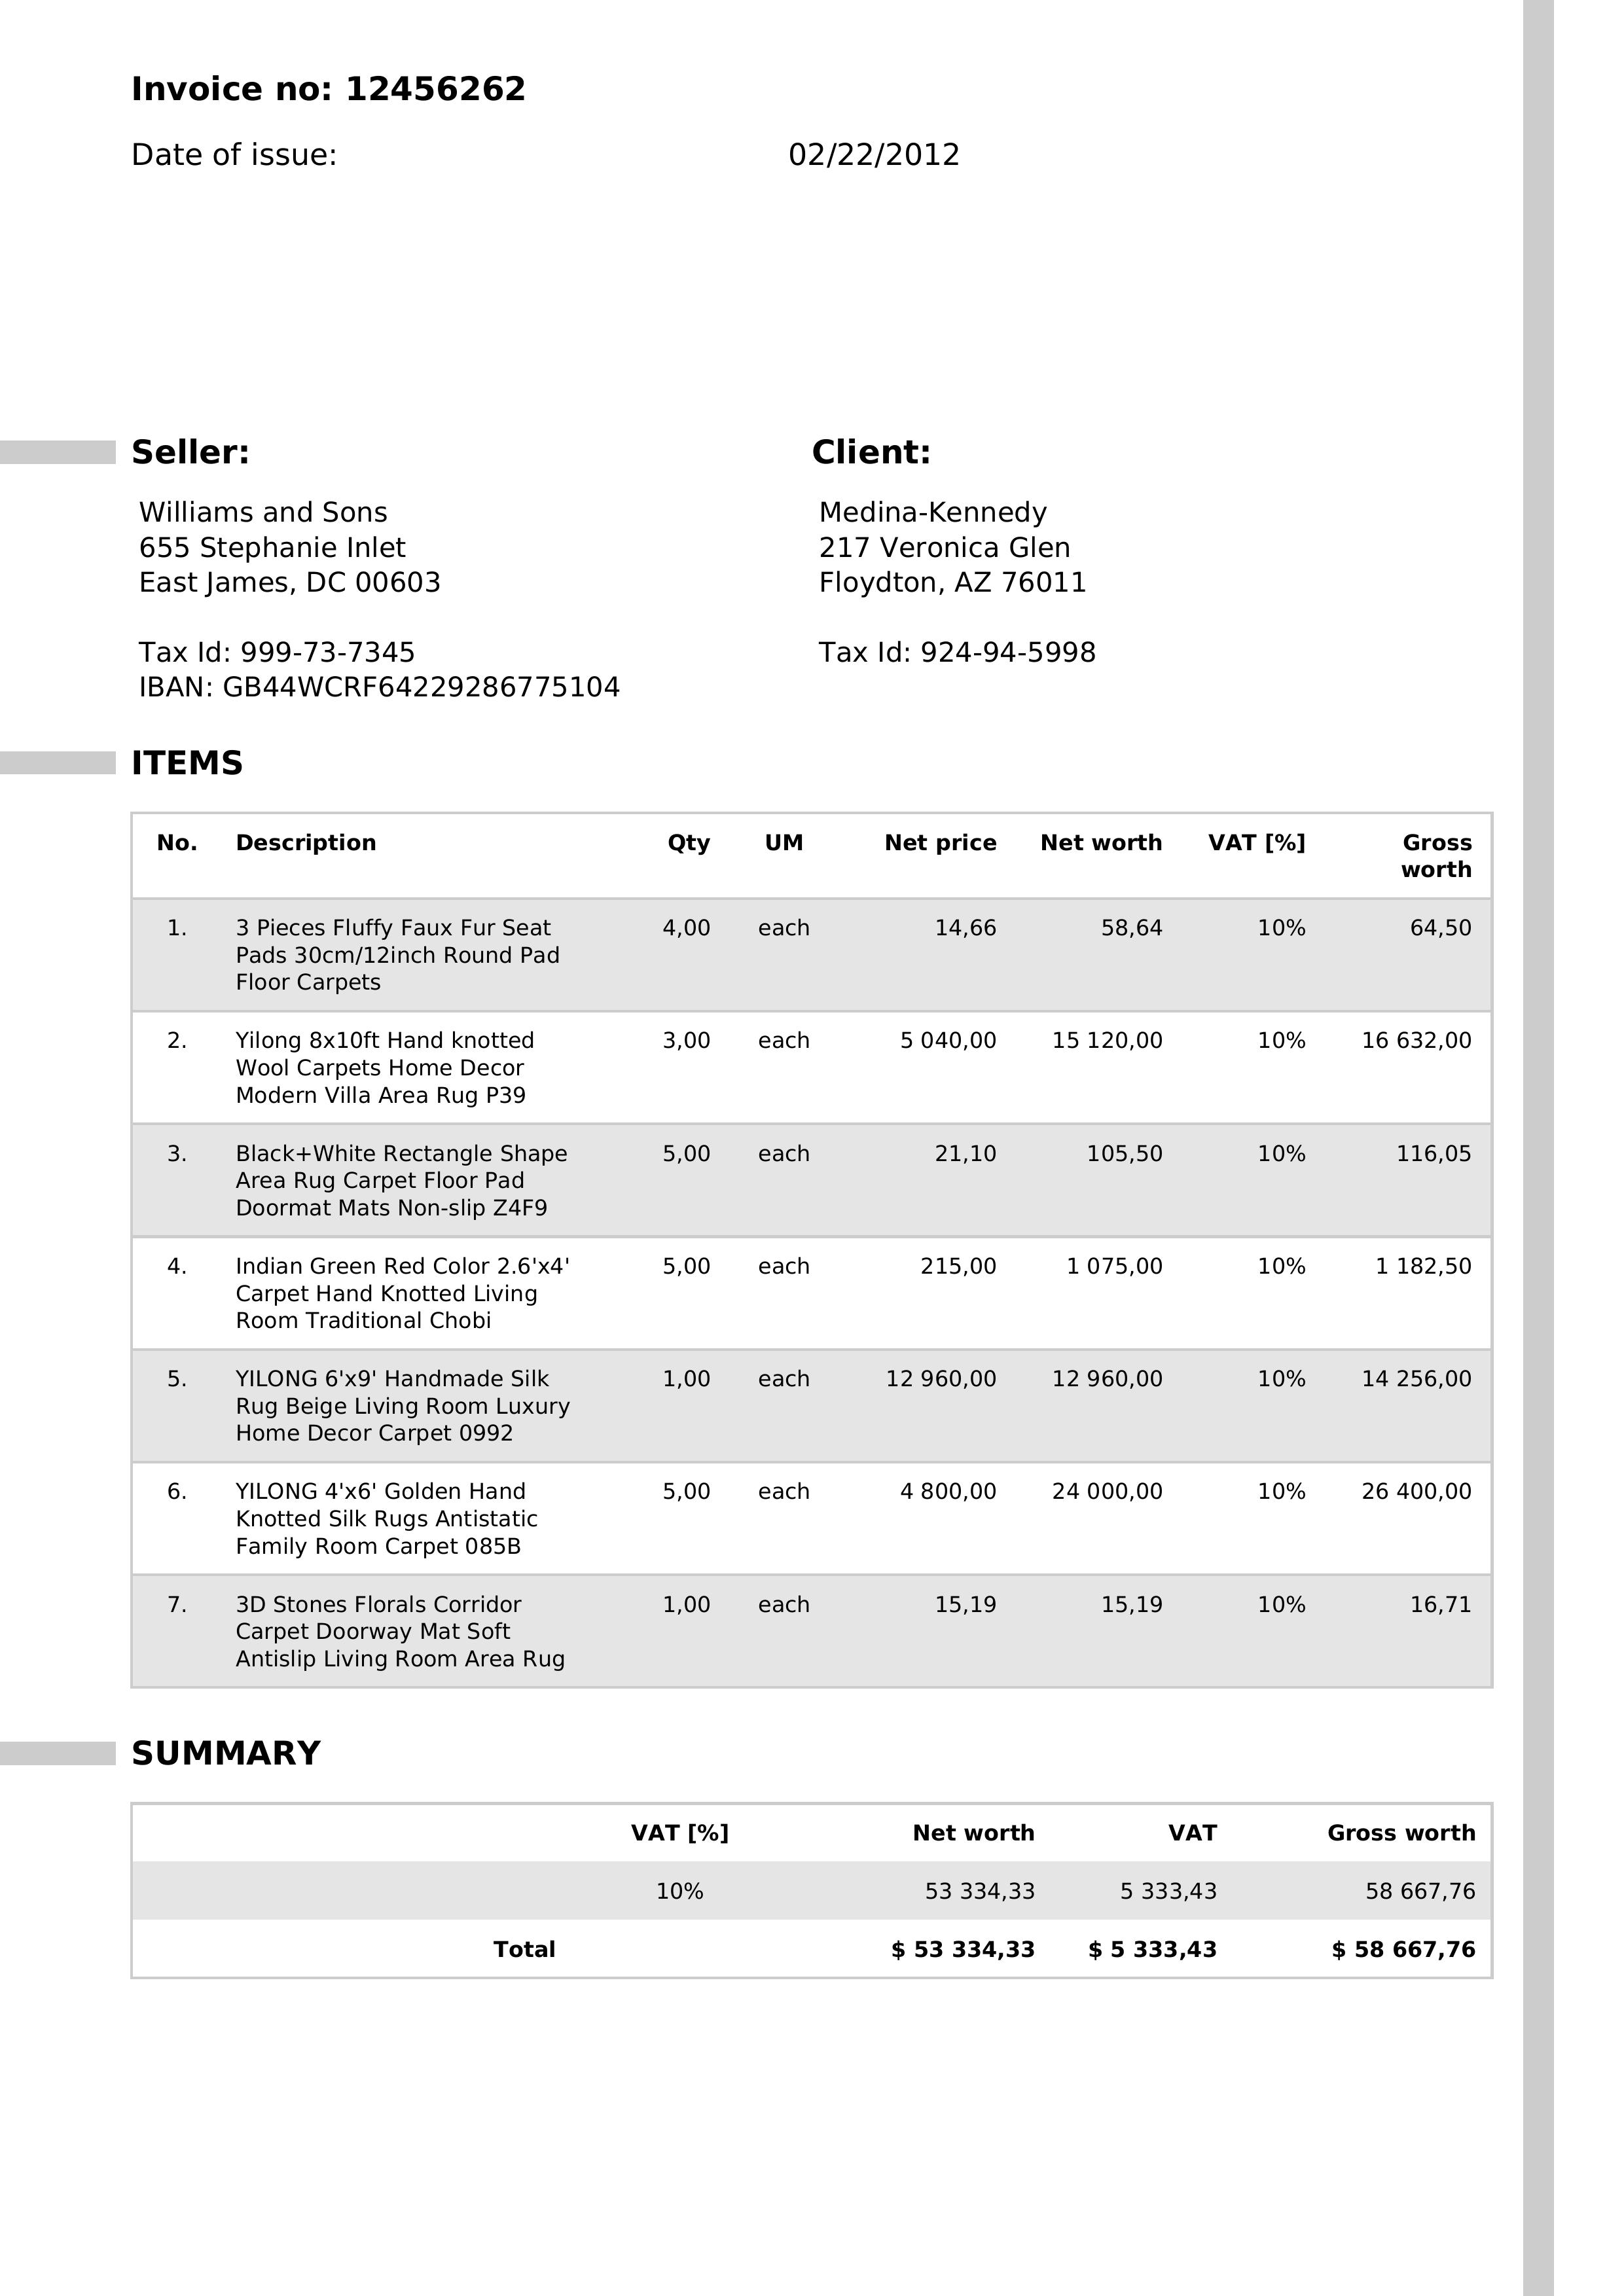 Invoice no: 12456262
Date of issue: 02/22/2012
Seller:
Williams and Sons
655 Stephanie Inlet
East James, DC 00603
Tax Id: 999-73-7345
IBAN: GB44WCRF64229286775104
Client:
Medina-Kennedy
217 Veronica Glen
Floydton, AZ 76011
Tax Id: 924-94-5998
ITEMS
No. Description Qty UM Net price Net worth VAT [%] Gross
worth
1. 3 Pieces Fluffy Faux Fur Seat 4,00 each 14,66 58,64 10% 64,50
Pads 30cm/12inch Round Pad
Floor Carpets
2. Yilong 8x10ft Hand knotted 3,00 each 5 040,00 15 120,00 10% 16 632,00
Wool Carpets Home Decor
Modern Villa Area Rug P39
3. Black+White Rectangle Shape 5,00 each 21,10 105,50 10% 116,05
Area Rug Carpet Floor Pad
Doormat Mats Non-slip Z4F9
4. Indian Green Red Color 2.6'x4' 5,00 each 215,00 1 075,00 10% 1 182,50
Carpet Hand Knotted Living
Room Traditional Chobi
5. YILONG 6'x9' Handmade Silk 1,00 each 12 960,00 12 960,00 10% 14 256,00
Rug Beige Living Room Luxury
Home Decor Carpet 0992
6. YILONG 4'x6' Golden Hand 5,00 each 4 800,00 24 000,00 10% 26 400,00
Knotted Silk Rugs Antistatic
Family Room Carpet 085B
7. 3D Stones Florals Corridor 1,00 each 15,19 15,19 10% 16,71
Carpet Doorway Mat Soft
Antislip Living Room Area Rug
SUMMARY
VAT [%] Net worth VAT Gross worth
10% 53 334,33 5 333,43 58 667,76
Total $ 53 334,33 $ 5 333,43 $ 58 667,76